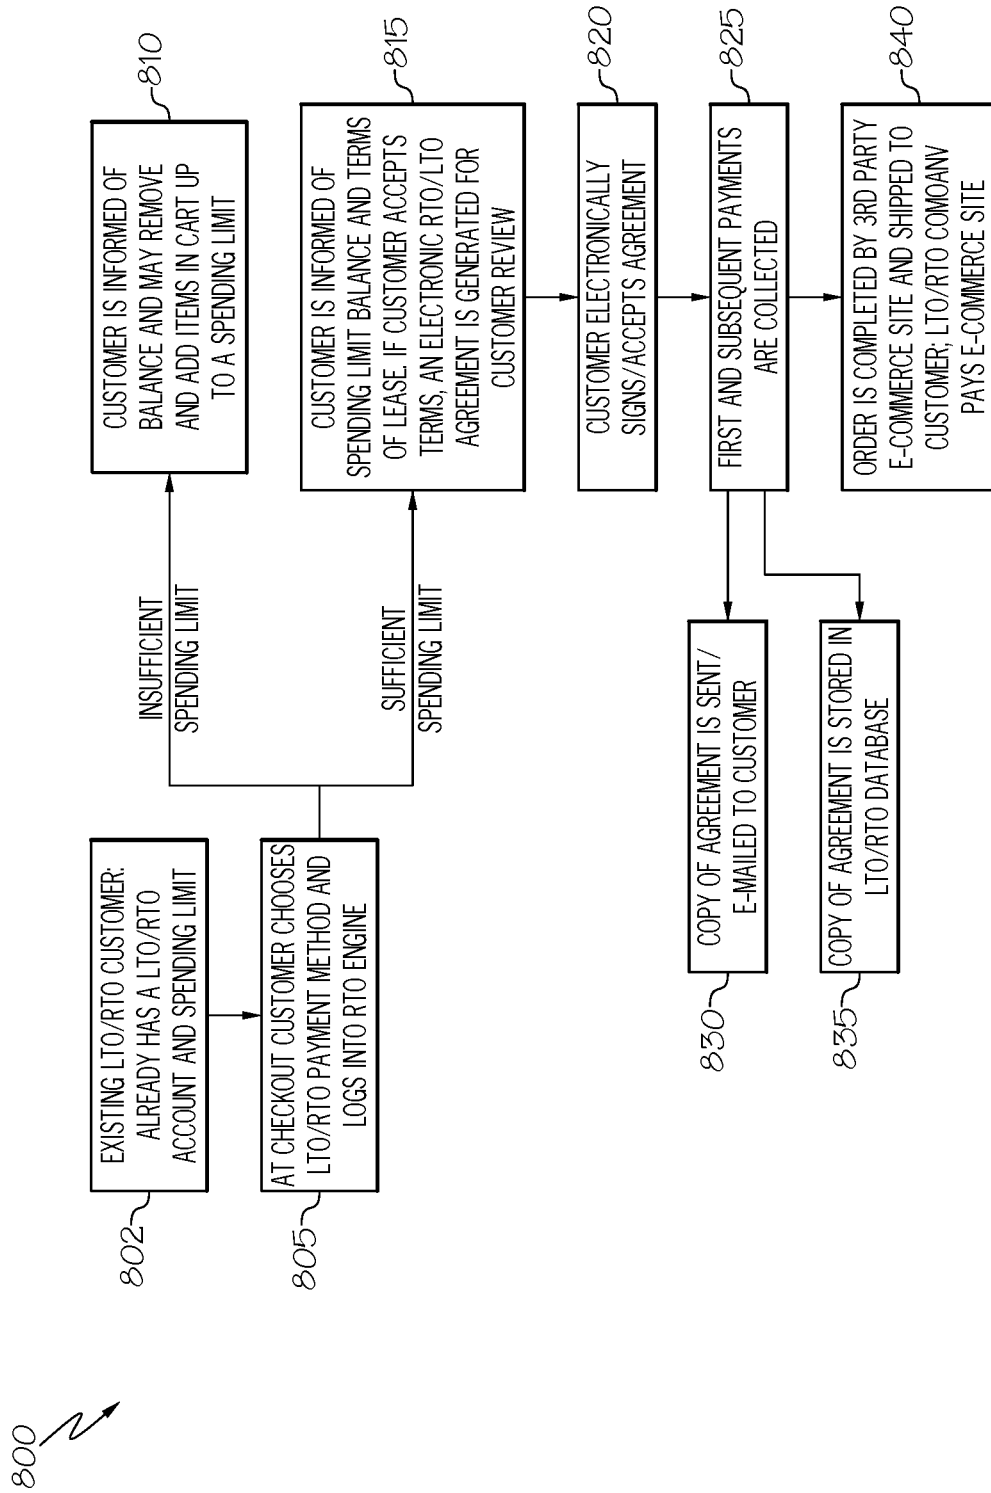 800
802
EXISTING LTO/RTO CUSTOMER:
ALREADY HAS A LTO/RTO
ACCOUNT AND SPENDING LIMIT
805
AT CHECKOUT CUSTOMER CHOOSES
LTO/RTO PAYMENT METHOD AND
LOGS INTO RTO ENGINE
INSUFFICIENT
SPENDING LIMIT
810
CUSTOMER IS INFORMED OF
BALANCE AND MAY REMOVE
AND ADD ITEMS IN CART UP
TO A SPENDING LIMIT
SUFFICIENT
SPENDING LIMIT
815
CUSTOMER IS INFORMED OF
SPENDING LIMIT BALANCE AND TERMS
OF LEASE. IF CUSTOMER ACCEPTS
TERMS, AN ELECTRONIC RTO/LTO
AGREEMENT IS GENERATED FOR
CUSTOMER REVIEW
820
CUSTOMER ELECTRONICALLY
SIGNS/ACCEPTS AGREEMENT
825
FIRST AND SUBSEQUENT PAYMENTS
ARE COLLECTED
830
COPY OF AGREEMENT IS SENT/
E-MAILED TO CUSTOMER
835
COPY OF AGREEMENT IS STORED IN
LTO/RTO DATABASE
840
ORDER IS COMPLETED BY 3RD PARTY
E-COMMERCE SITE AND SHIPPED TO
CUSTOMER; LTO/RTO COMOANV
PAYS E-COMMERCE SITE